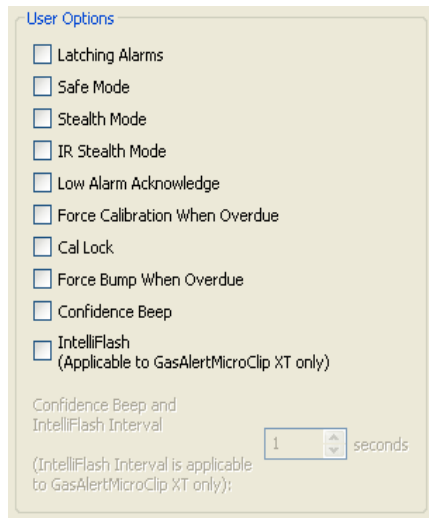 User Options
Latching Alarms
Safe Mode
Stealth Mode
IR Stealth Mode
Low Alarm Acknowledge
Force Calibration When Overdue
Cal Lock
Force Bump When Overdue
Confidence Beep
IntelliFlash
(Applicable to GasAlertMicroClip XT only)
Confidence Beep and
IntelliFlash Interval
1 seconds
(IntelliFlash Interval is applicable
to GasAlertMicroClip XT only):